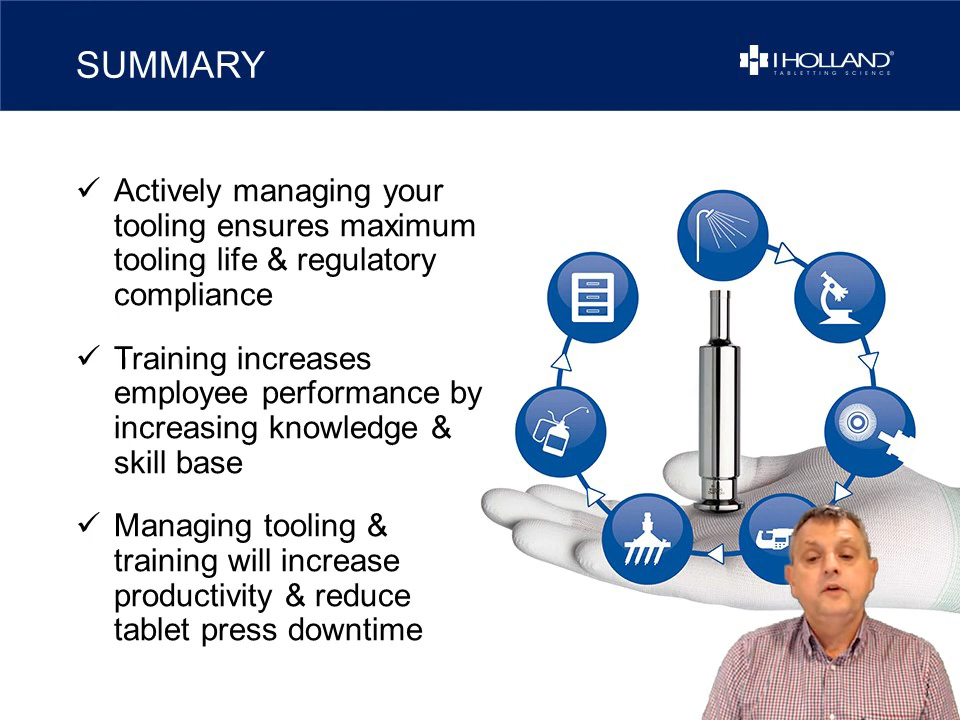 SUMMARY
I HOLLAND®
TABLETTING SCIENCE
✓ Actively managing your
tooling ensures maximum
tooling life & regulatory
compliance
✓ Training increases
employee performance by
increasing knowledge &
skill base
✓ Managing tooling &
training will increase
productivity & reduce
tablet press downtime